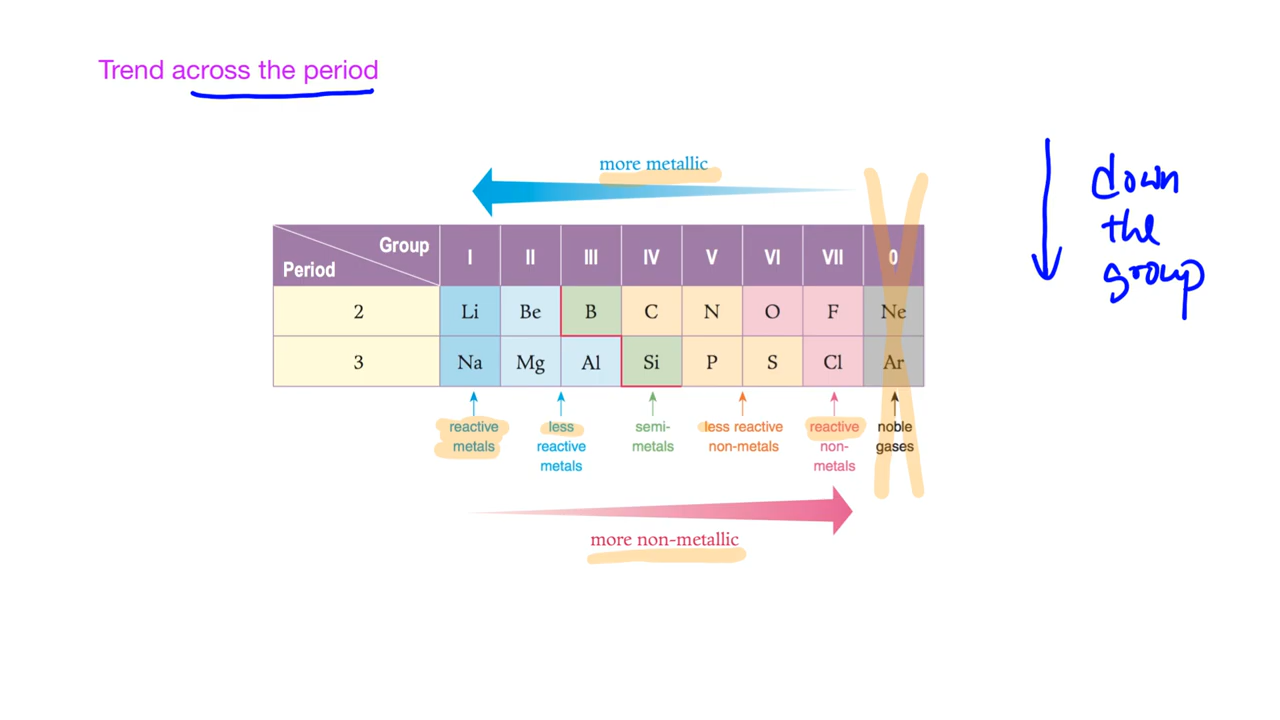 Trend across the period
more metallic
Group
Period
I II III IV V VI VII 0
2 Li Be B C N O F Ne
3 Na Mg Al Si P S Cl Ar
reactive
metals
less
reactive
metals
semi-
metals
less reactive
non-metals
reactive
non-
metals
noble
gases
more non-metallic
down
the
group